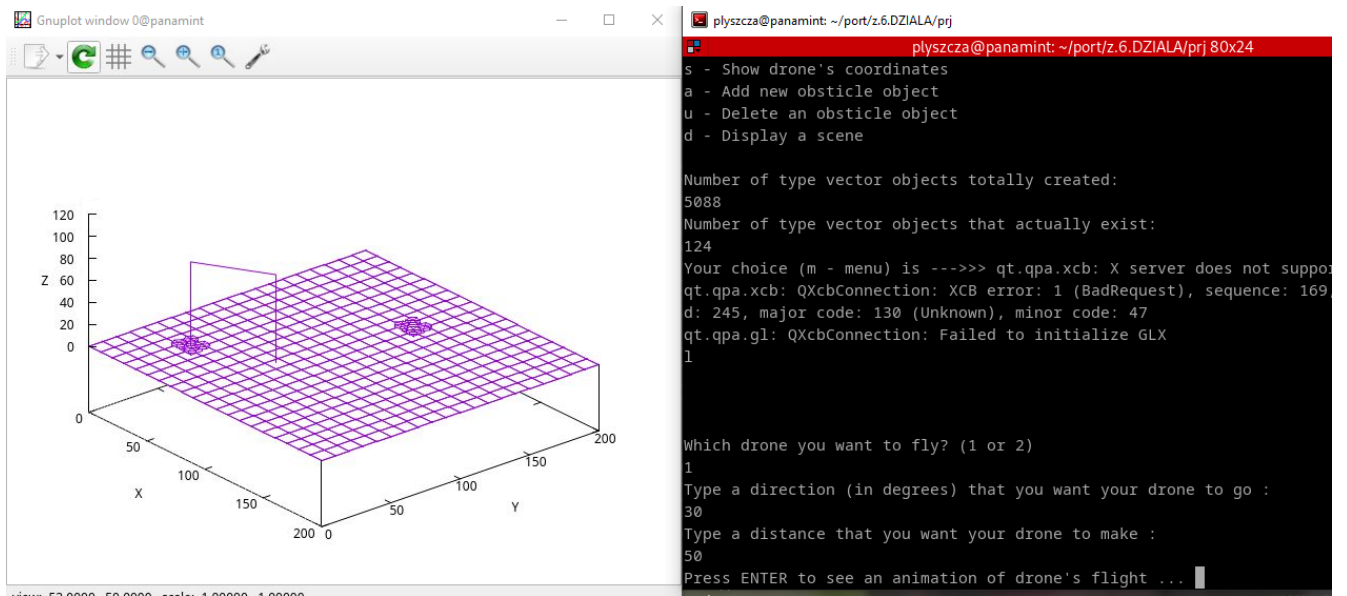 Gnuplot window 0@panamint
120
100
80
Z 60
40
20
0
0
50
100
150
200
X
0
50
100
150
200
Y
plyszcza@panamint: ~/port/z.6.DZIALA/prj
plyszcza@panamint: ~/port/z.6.DZIALA/prj 80x24
s - Show drone's coordinates
a - Add new obsticle object
u - Delete an obsticle object
d - Display a scene
Number of type vector objects totally created:
5088
Number of type vector objects that actually exist:
124
Your choice (m - menu) is --->>> qt.qpa.xcb: X server does not suppor
qt.qpa.xcb: QXcbConnection: XCB error: 1 (BadRequest), sequence: 169,
d: 245, major code: 130 (Unknown), minor code: 47
qt.qpa.gl: QXcbConnection: Failed to initialize GLX
l
Which drone you want to fly? (1 or 2)
1
Type a direction (in degrees) that you want your drone to go :
30
Type a distance that you want your drone to make :
50
Press ENTER to see an animation of drone's flight ...